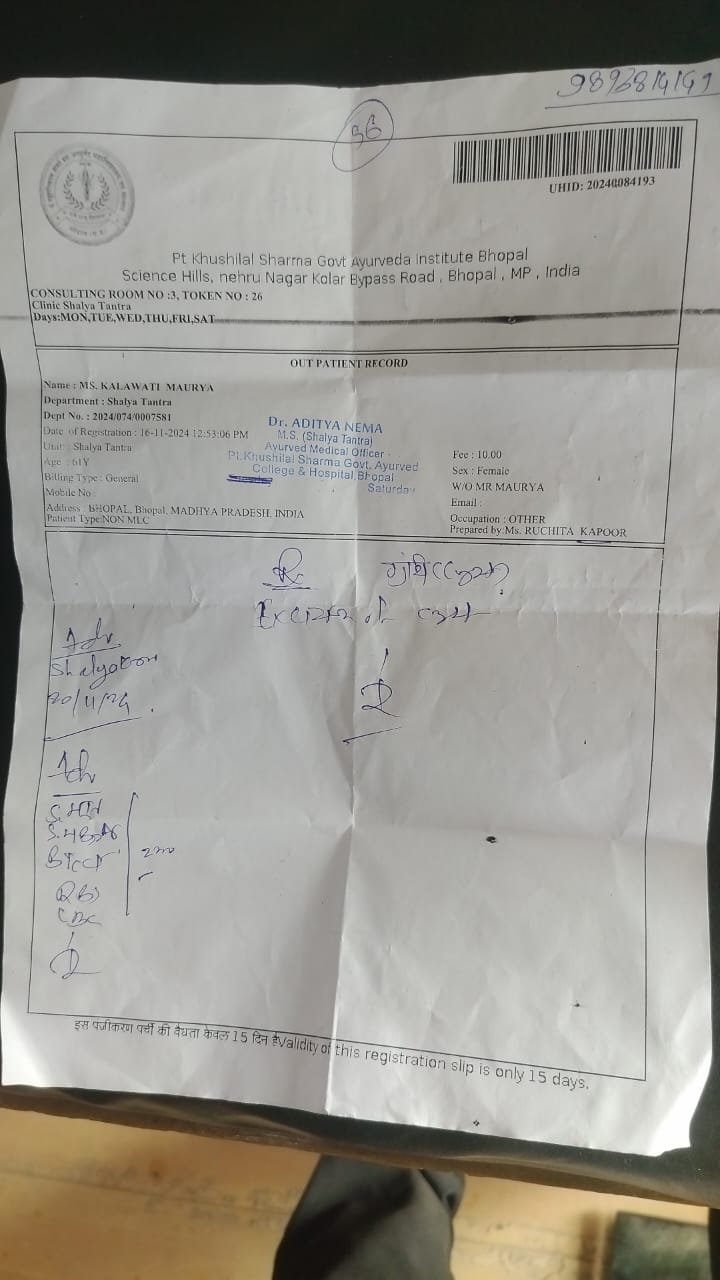 9893814141
56
UHID: 20240084193
Pt Khushilal Sharma Govt Ayurveda Institute Bhopal
Science Hills, nehru Nagar Kolar Bypass Road , Bhopal , MP , India
CONSULTING ROOM NO :3, TOKEN NO : 26
Clinic Shalya Tantra
Days:MON,TUE,WED,THU,FRI,SAT
OUT PATIENT RECORD
Name : MS. KALAWATI MAURYA
Department : Shalya Tantra
Dept No. : 2024/074/0007581
Date of Registration : 16-11-2024 12:53:06 PM
Unit: Shalya Tantra
Age : 61Y
Billing Type : General
Mobile No :
Address : BHOPAL, Bhopal, MADHYA PRADESH, INDIA
Patient Type:NON MLC
Dr. ADITYA NEMA
M.S. (Shalya Tantra)
Ayurved Medical Officer
Pt.Khushilal Sharma Govt. Ayurved
College & Hospital,Bhopal
Saturday
Fee : 10.00
Sex : Female
W/O MR MAURYA
Email :
Occupation : OTHER
Prepared by:Ms. RUCHITA KAPOOR
Rx
Excision of cyst
Adv
20/11/24
Adv
RBS
CBC
इस पंजीकरण पर्ची की वैधता केवल 15 दिन हैValidity of this registration slip is only 15 days.